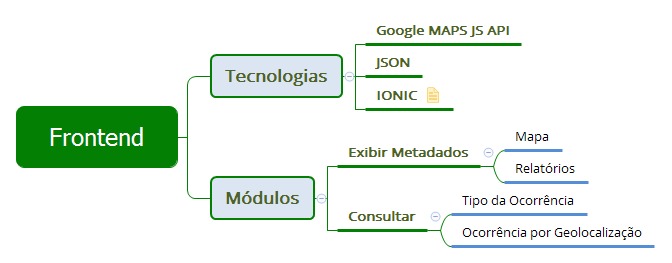 Frontend
Tecnologias
Google MAPS JS API
JSON
IONIC
Módulos
Exibir Metadados
Mapa
Relatórios
Consultar
Tipo da Ocorrência
Ocorrência por Geolocalização